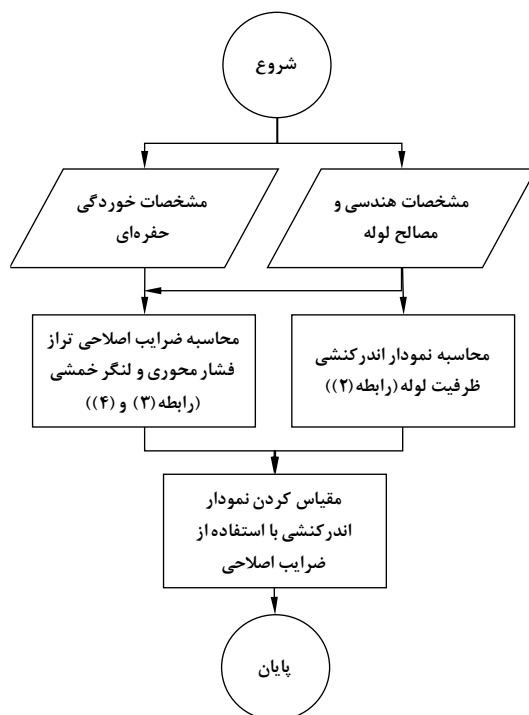 شروع
مشخصات هندسی و
مصالح لوله
مشخصات خوردگی
حفره‌ای
محاسبه نمودار اندرکنشی
ظرفیت لوله (رابطه (۲))
محاسبه ضرایب اصلاحی تراز
فشار محوری و لنگر خمشی
(رابطه (۳) و (۴))
مقیاس کردن نمودار
اندرکنشی با استفاده از
ضرایب اصلاحی
پایان